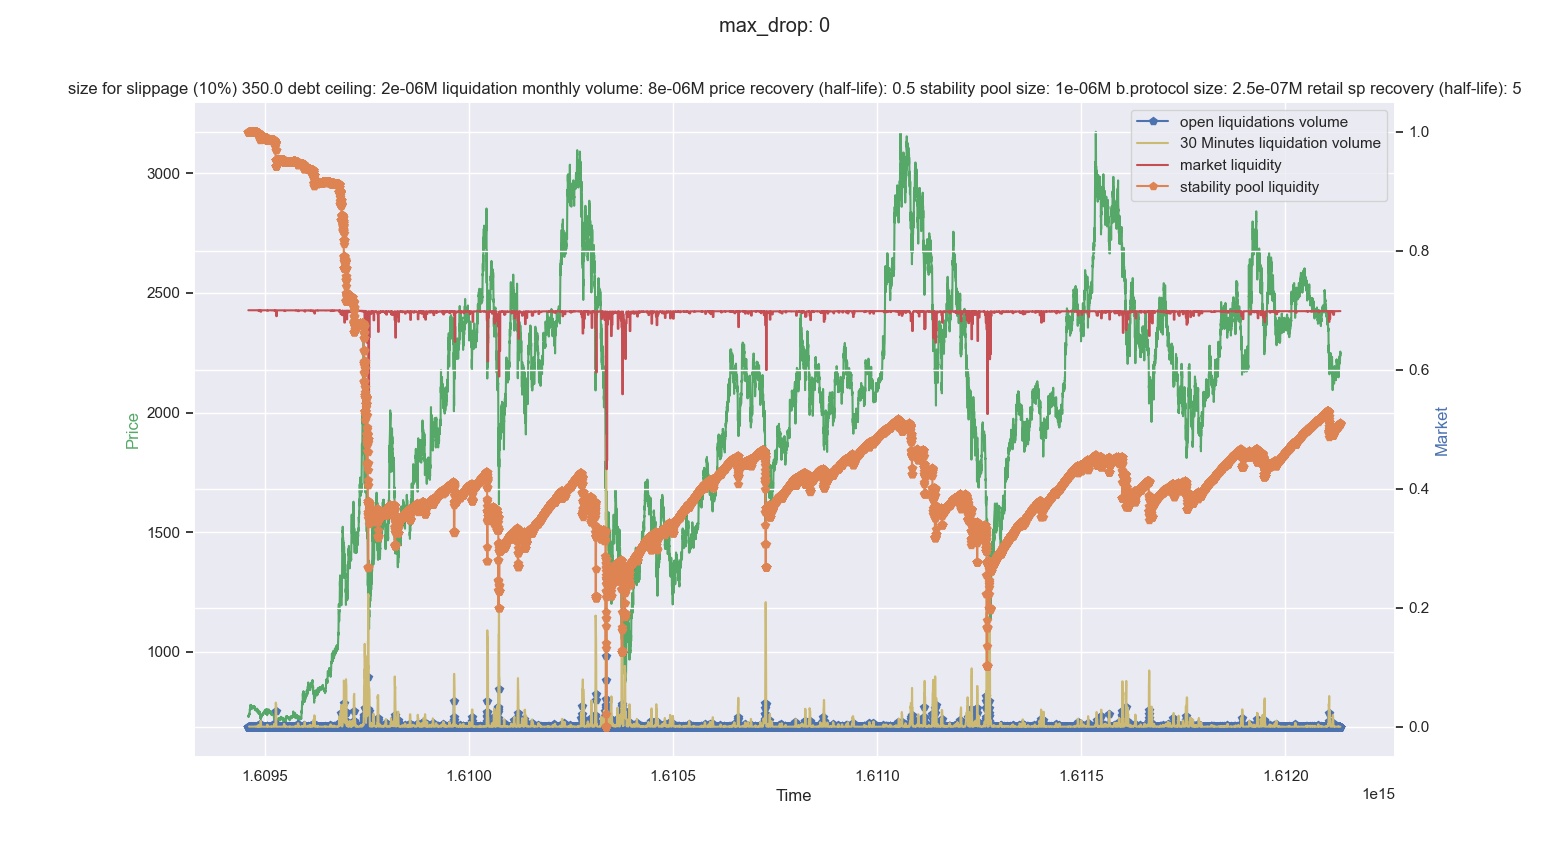 max_drop: 0
size for slippage (10%) 350.0 debt ceiling: 2e-06M liquidation monthly volume: 8e-06M price recovery (half-life): 0.5 stability pool size: 1e-06M b.protocol size: 2.5e-07M retail sp recovery (half-life): 5
open liquidations volume
30 Minutes liquidation volume
market liquidity
stability pool liquidity
3000
2500
2000
1500
1000
Price
1.0
0.8
0.6
0.4
0.2
0.0
Market
1.6095 1.6100 1.6105 1.6110 1.6115 1.6120
Time
1e15